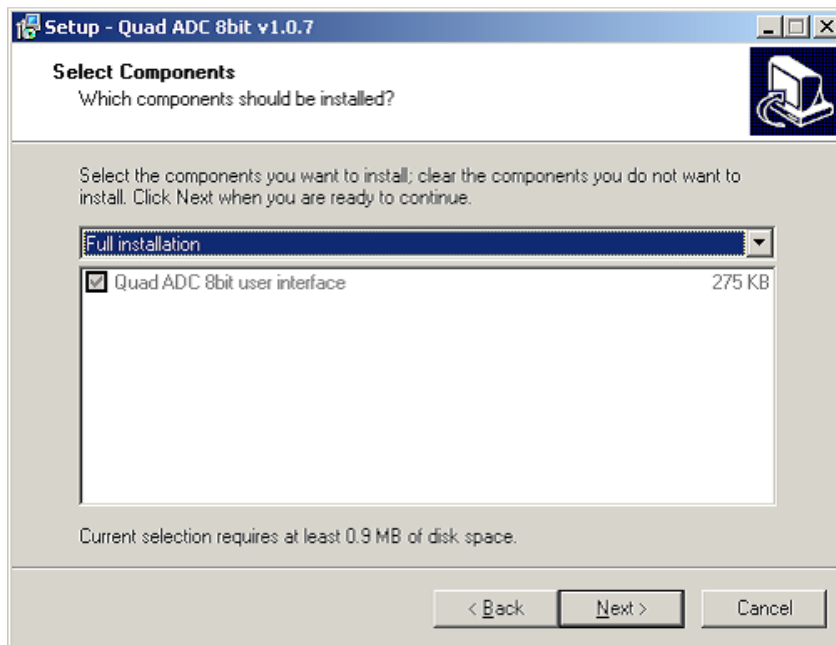 Setup - Quad ADC 8bit v1.0.7
Select Components
Which components should be installed?
Select the components you want to install; clear the components you do not want to
install. Click Next when you are ready to continue.
Full installation
Quad ADC 8bit user interface 275 KB
Current selection requires at least 0.9 MB of disk space.
< Back Next > Cancel